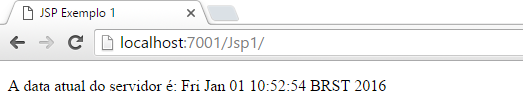 JSP Exemplo 1
localhost:7001/Jsp1/
A data atual do servidor é: Fri Jan 01 10:52:54 BRST 2016